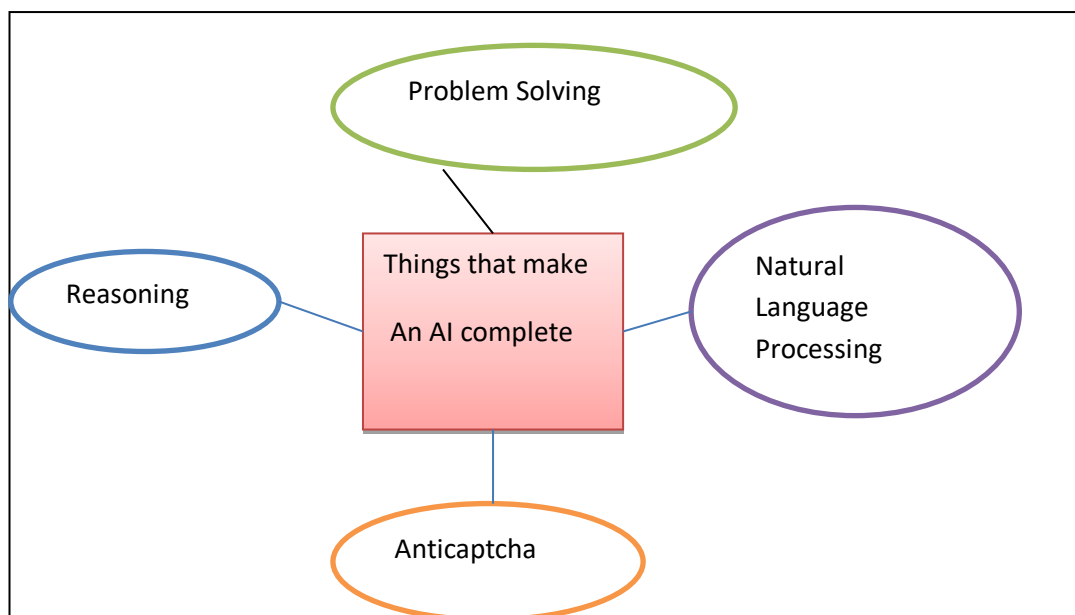 Problem Solving
Things that make
An AI complete
Reasoning
Natural
Language
Processing
Anticaptcha